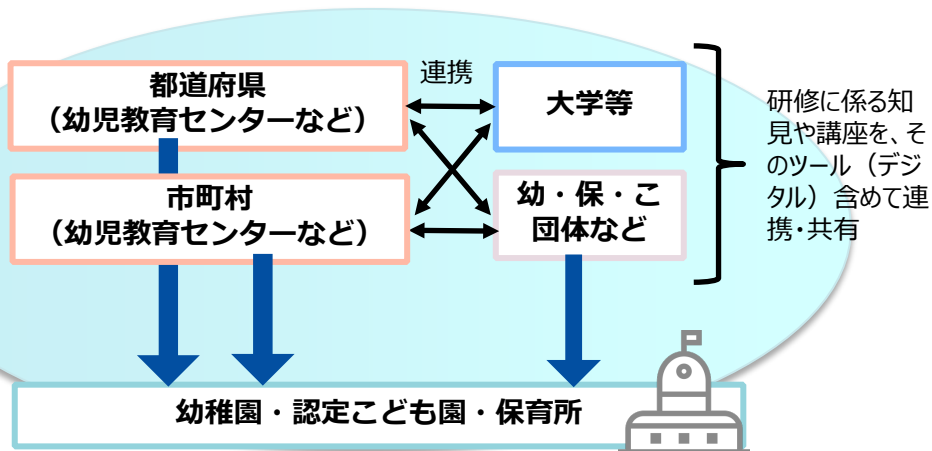 都道府県
（幼児教育センターなど）
連携
大学等
市町村
（幼児教育センターなど）
幼・保・こ
団体など
研修に係る知
見や講座を、そ
のツール（デジ
タル）含めて連
携・共有
幼稚園・認定こども園・保育所